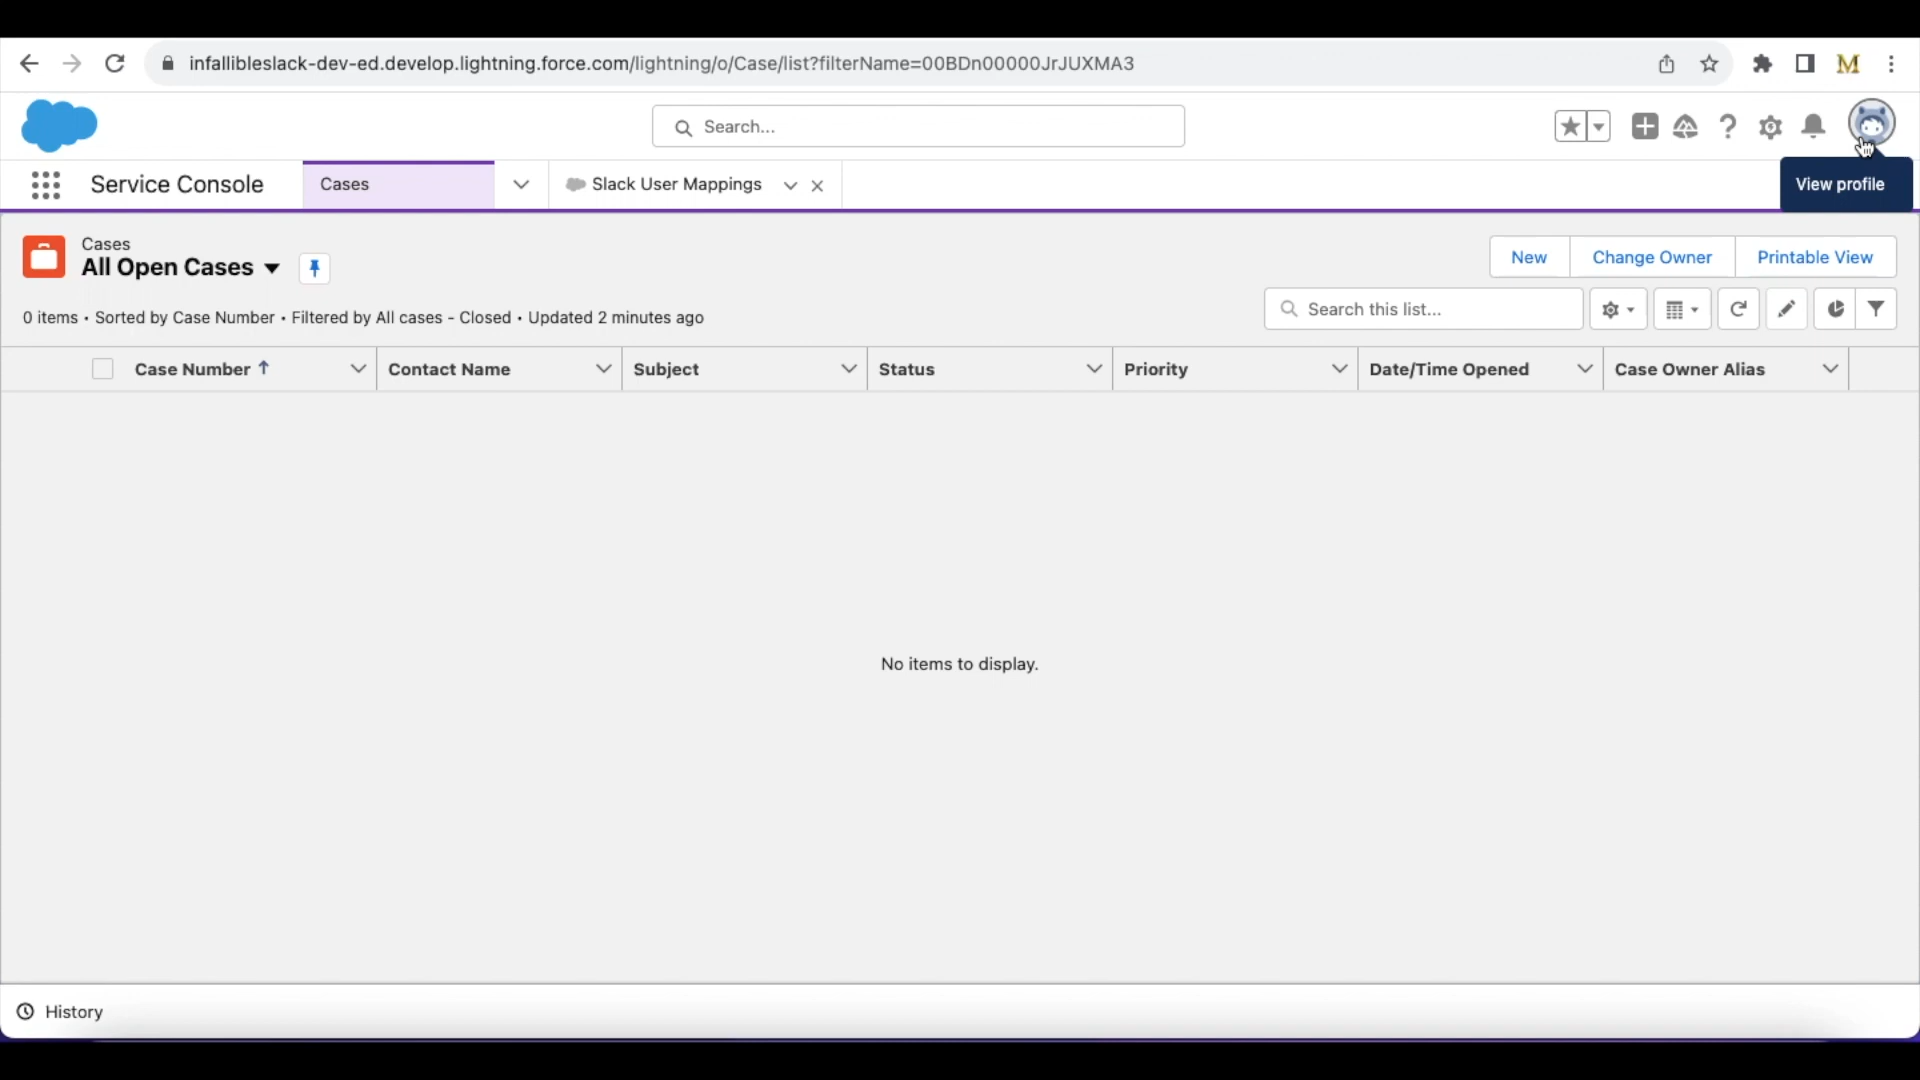 infallibleslack-dev-ed.develop.lightning.force.com/lightning/o/Case/list?filterName=00BDn00000JrJUXMA3
M
Search...
Service Console
Cases
Slack User Mappings
View profile
Cases
All Open Cases
New
Change Owner
Printable View
0 items • Sorted by Case Number • Filtered by All cases - Closed • Updated 2 minutes ago
Search this list...
Case Number
Contact Name
Subject
Status
Priority
Date/Time Opened
Case Owner Alias
No items to display.
History